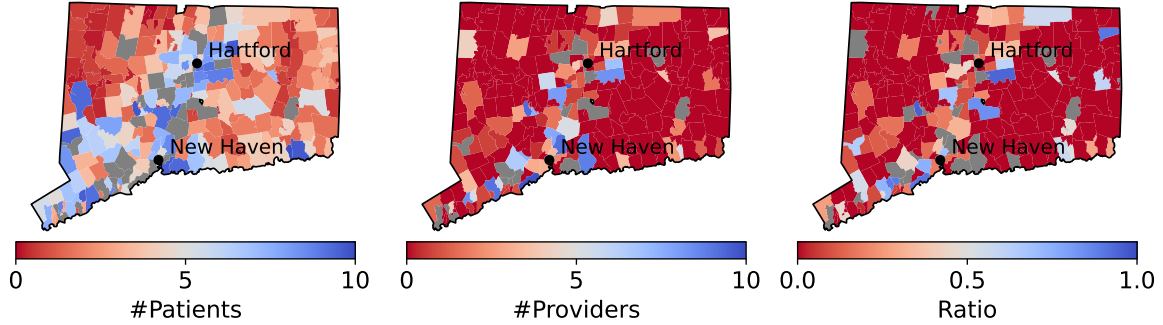 Hartford
New Haven
0 5 10
#Patients
Hartford
New Haven
0 5 10
#Providers
Hartford
New Haven
0.0 0.5 1.0
Ratio